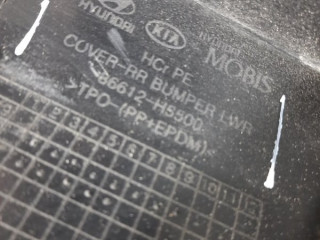 HYUNDAI KIA MOBIS
HCr PE
COVER-RR BUMPER LWR
86612-H5500
>TPO-(PP+EPDM)<
1 2 3 4 5 6 7 8 9 10 11 12